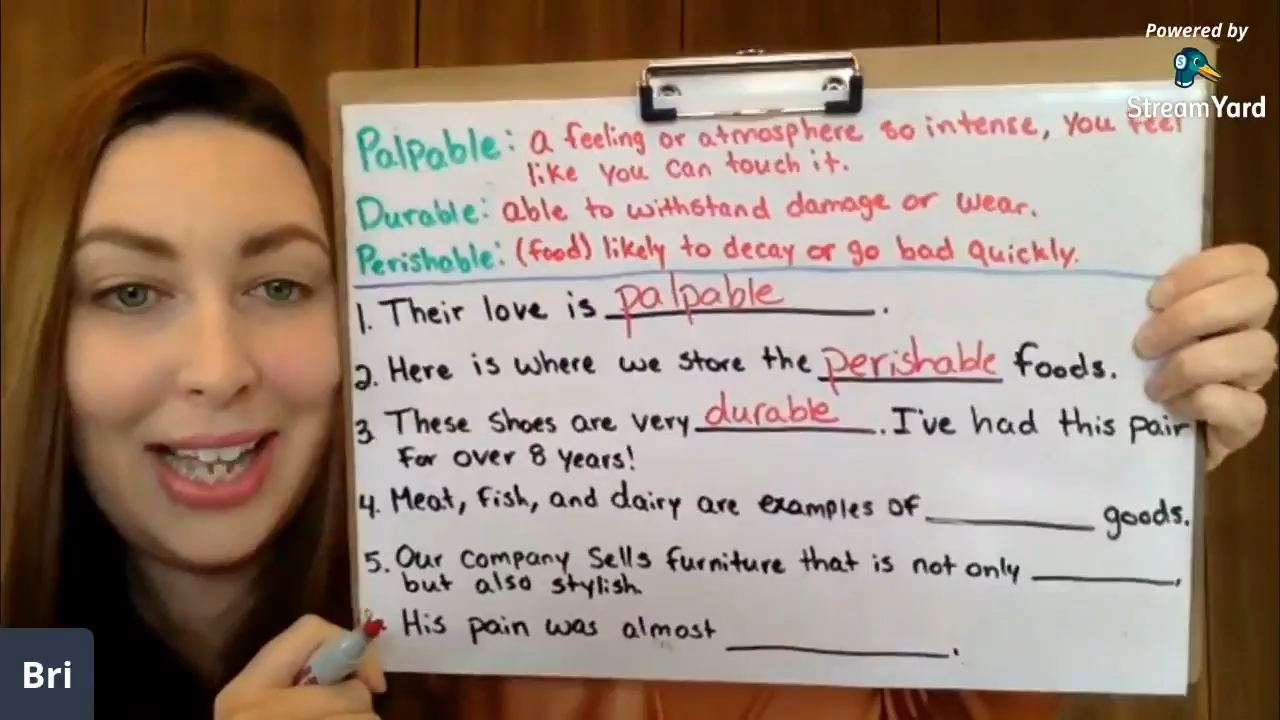 Powered by
StreamYard
Palpable: a feeling or atmosphere so intense, you feel
like you can touch it.
Durable: able to withstand damage or wear.
Perishable: (food) likely to decay or go bad quickly.
1. Their love is palpable.
2. Here is where we store the perishable foods.
3. These shoes are very durable. I've had this pair
for over 8 years!
4. Meat, fish, and dairy are examples of ________ goods.
5. Our company sells furniture that is not only ________,
but also stylish.
His pain was almost ________.
Bri